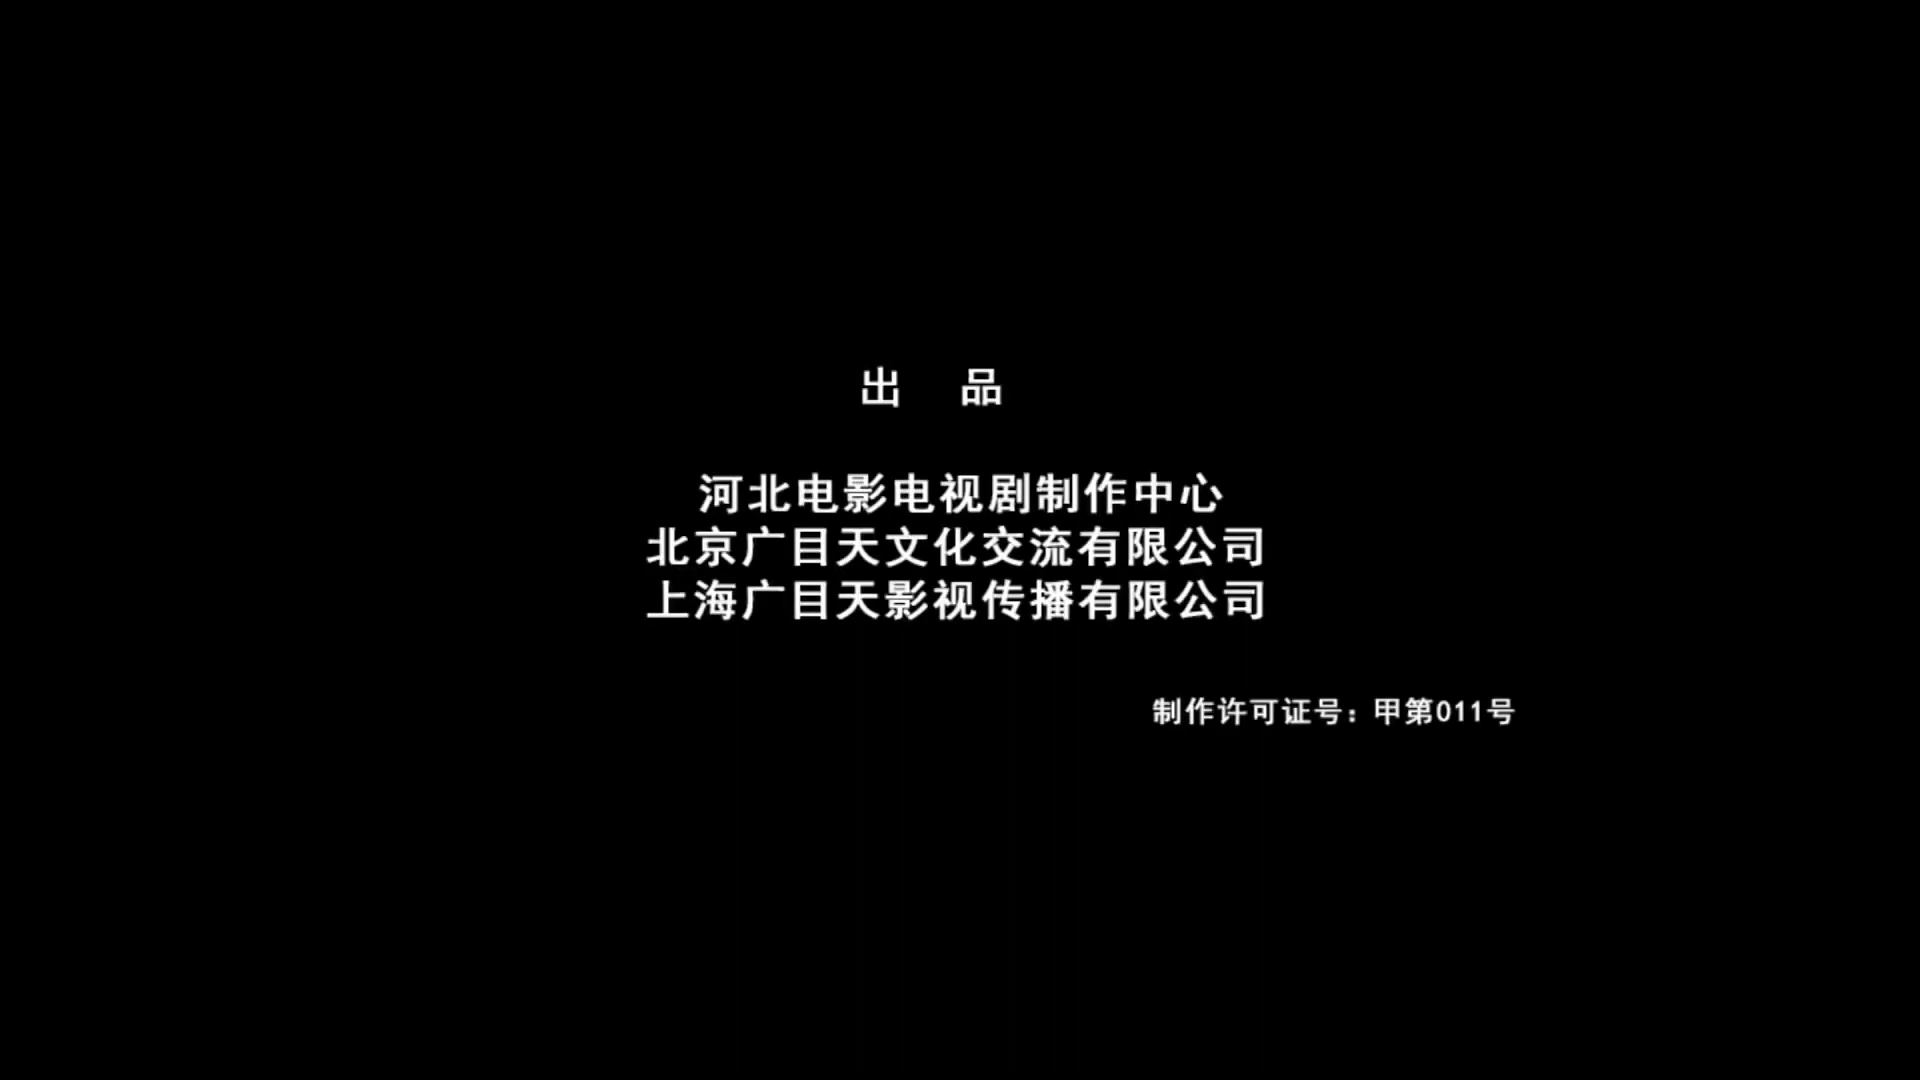 出 品
河北电影电视剧制作中心
北京广目天文化交流有限公司
上海广目天影视传播有限公司
制作许可证号：甲第011号